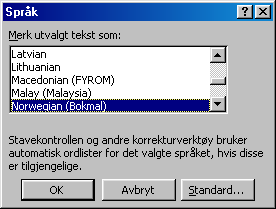 Språk
Merk utvalgt tekst som:
Latvian
Lithuanian
Macedonian (FYROM)
Malay (Malaysia)
Norwegian (Bokmal)
Stavekontrollen og andre korrekturverktøy bruker
automatisk ordlister for det valgte språket, hvis disse
er tilgjengelige.
OK Avbryt Standard...